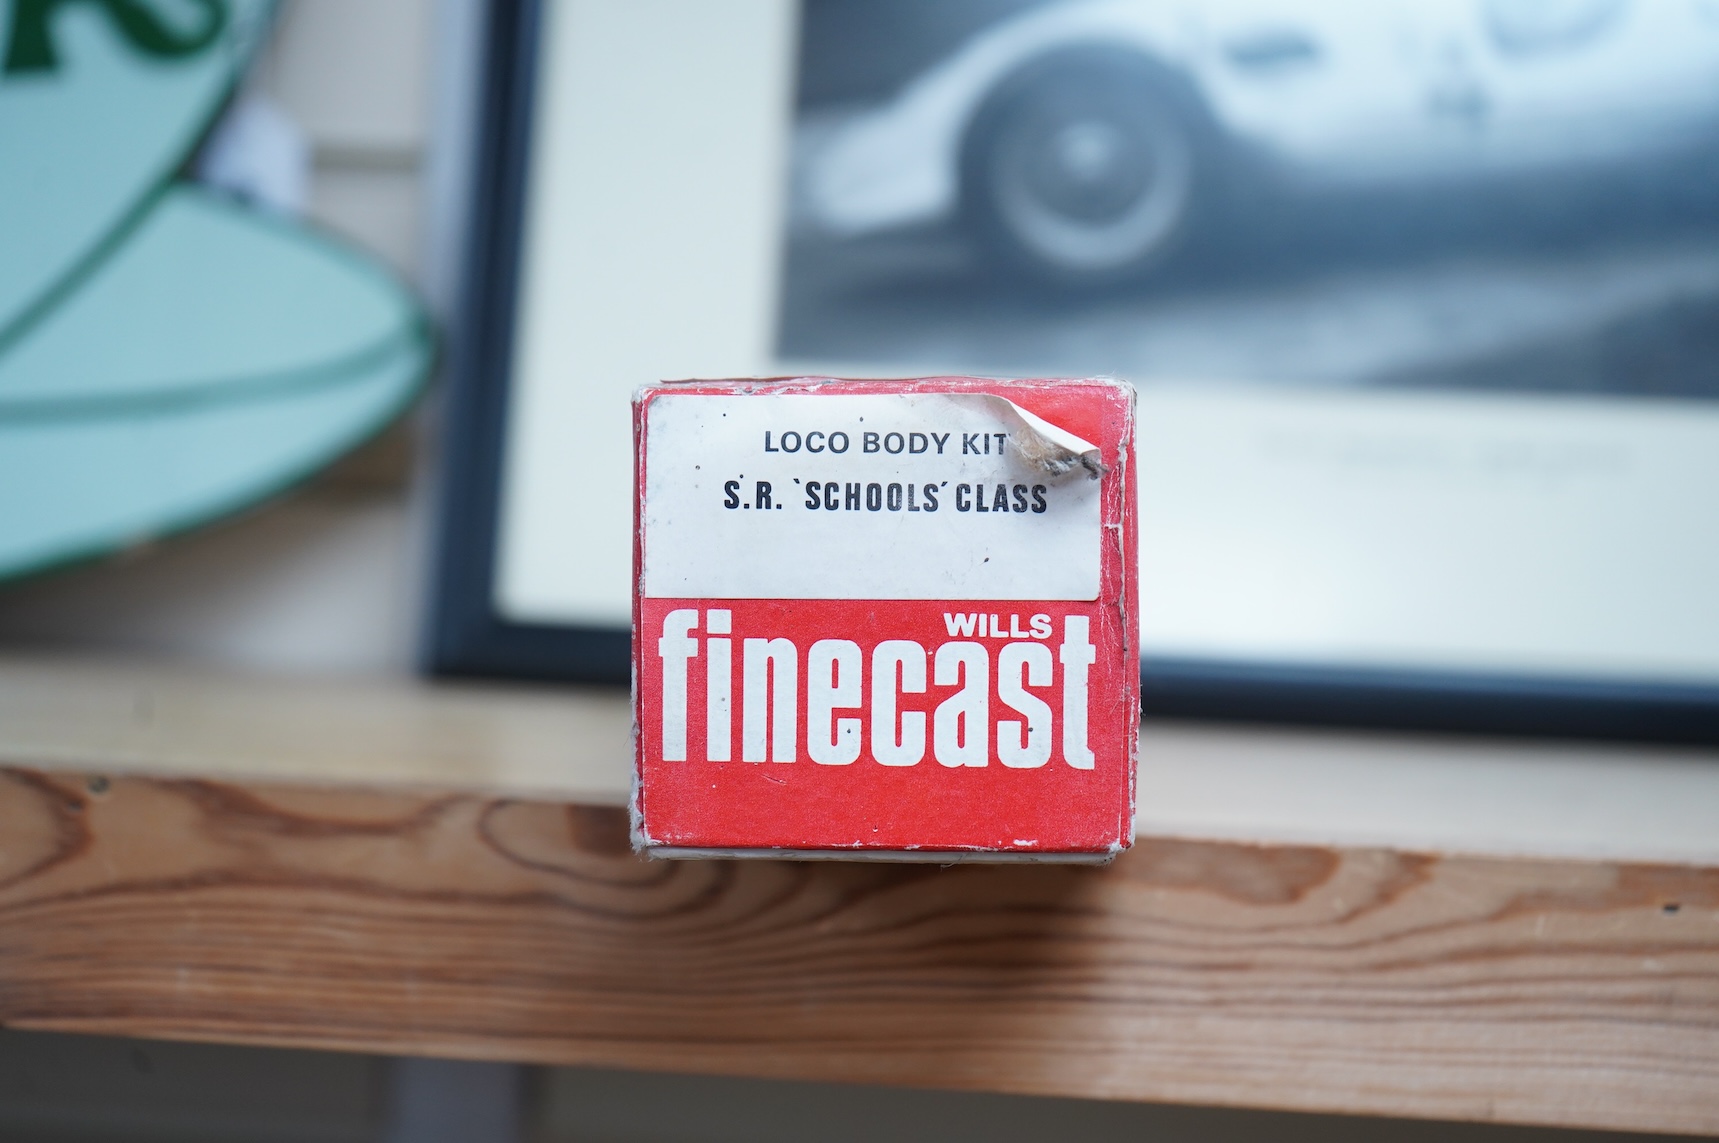 LOCO BODY KIT
S.R. `SCHOOLS´ CLASS
WILLS
finecast